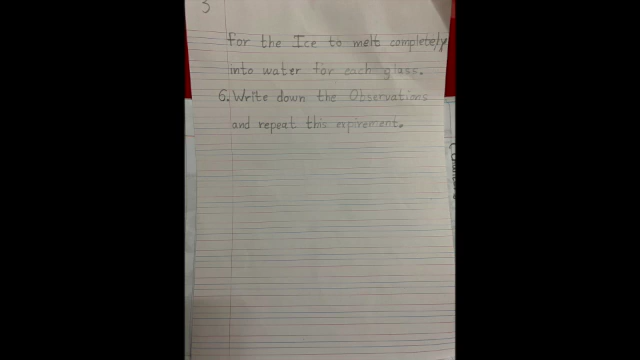 3
for the Ice to melt completely
into water for each glass.
6. Write down the Observations
and repeat this expirement.